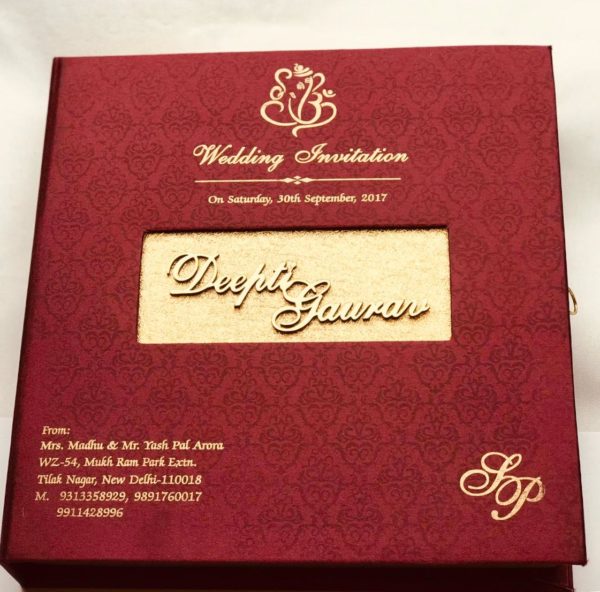 Wedding Invitation
On Saturday, 30th September, 2017
Deepti
Gaurav
From:
Mrs. Madhu & Mr. Yash Pal Arora
WZ-54, Mukh Ram Park Extn.
Tilak Nagar, New Delhi-110018
M. 9313358929, 9891760017
9911428996
SP